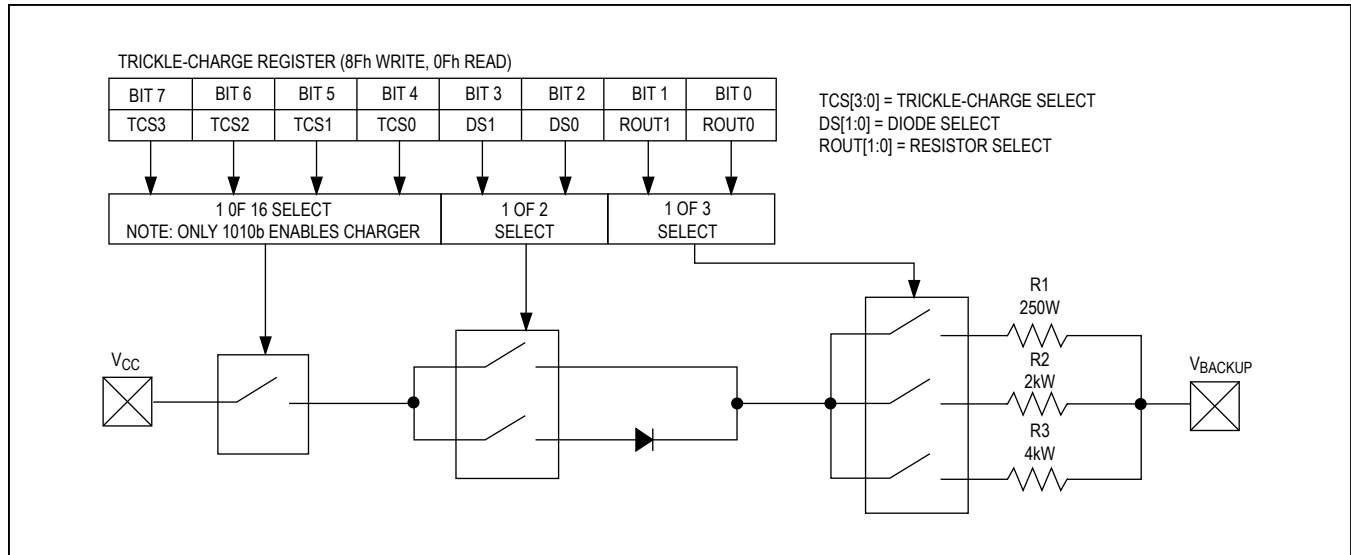 TRICKLE-CHARGE REGISTER (8Fh WRITE, 0Fh READ)
BIT 7 BIT 6 BIT 5 BIT 4 BIT 3 BIT 2 BIT 1 BIT 0
TCS3 TCS2 TCS1 TCS0 DS1 DS0 ROUT1 ROUT0
TCS[3:0] = TRICKLE-CHARGE SELECT
DS[1:0] = DIODE SELECT
ROUT[1:0] = RESISTOR SELECT
1 0F 16 SELECT
NOTE: ONLY 1010b ENABLES CHARGER
1 OF 2
SELECT
1 OF 3
SELECT
VCC
R1
250W
R2
2kW
R3
4kW
VBACKUP